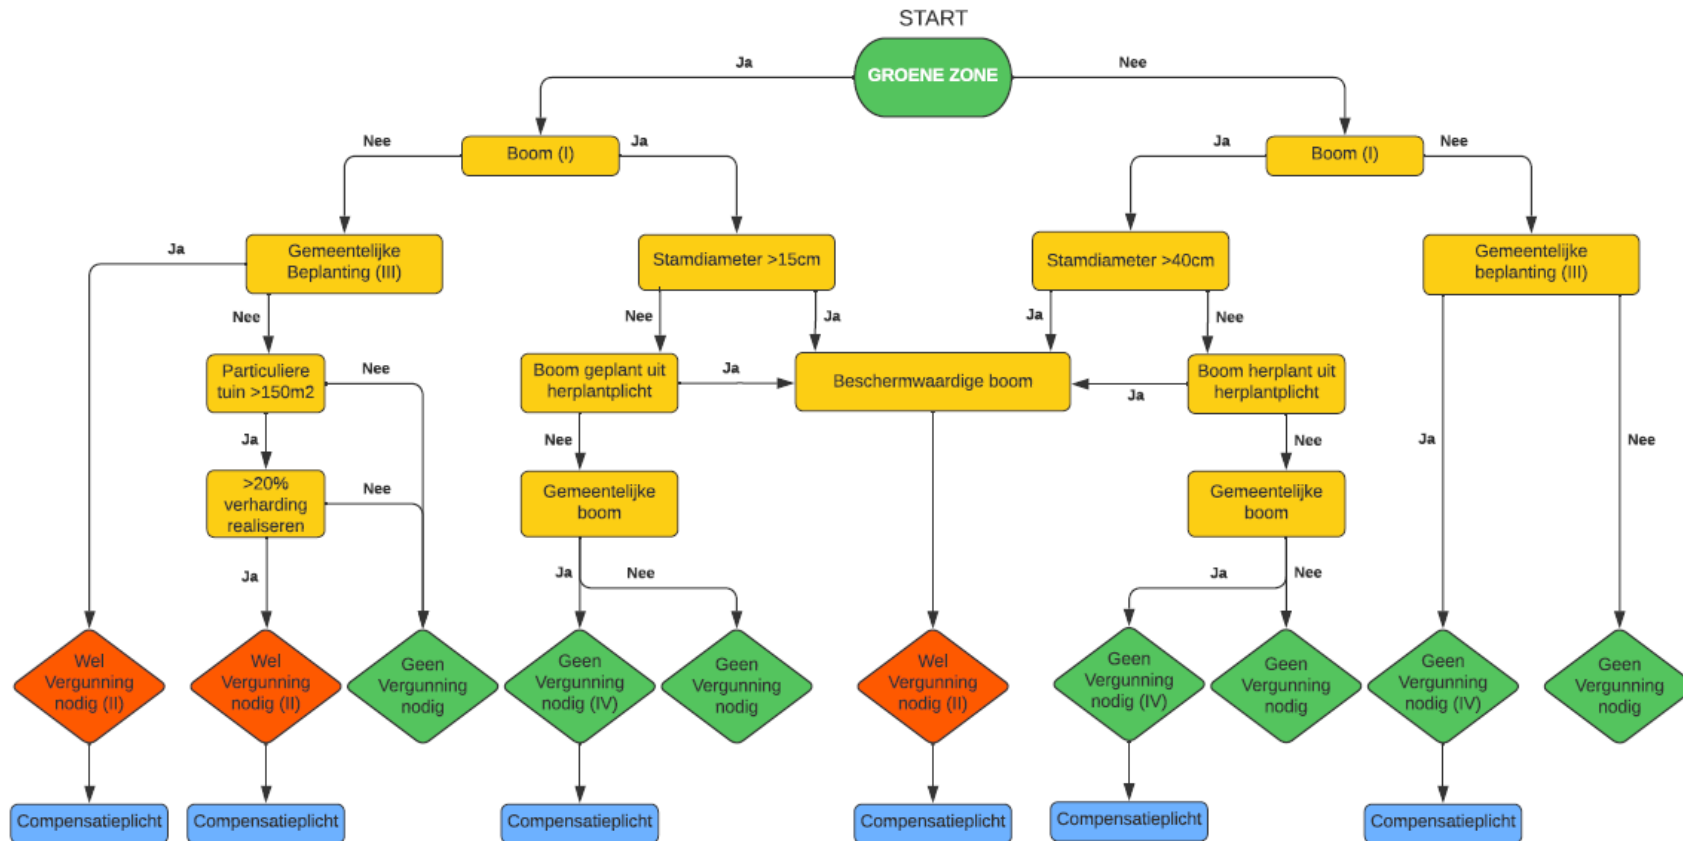 START
GROENE ZONE
Ja
Nee
Nee
Boom (I)
Ja
Ja
Boom (I)
Nee
Ja
Gemeentelijke
Beplanting (III)
Stamdiameter >15cm
Stamdiameter >40cm
Gemeentelijke
beplanting (III)
Nee
Nee
Ja
Ja
Nee
Particuliere
tuin >150m2
Nee
Boom geplant uit
herplantplicht
Ja
Beschermwaardige boom
Ja
Boom herplant uit
herplantplicht
Ja
Nee
Nee
Ja
Nee
>20%
verharding
realiseren
Nee
Gemeentelijke
boom
Gemeentelijke
boom
Ja
Ja
Nee
Ja
Nee
Wel
Vergunning
nodig (II)
Wel
Vergunning
nodig (II)
Geen
Vergunning
nodig
Geen
Vergunning
nodig (IV)
Geen
Vergunning
nodig
Wel
Vergunning
nodig (II)
Geen
Vergunning
nodig (IV)
Geen
Vergunning
nodig
Geen
Vergunning
nodig (IV)
Geen
Vergunning
nodig
Compensatieplicht
Compensatieplicht
Compensatieplicht
Compensatieplicht
Compensatieplicht
Compensatieplicht